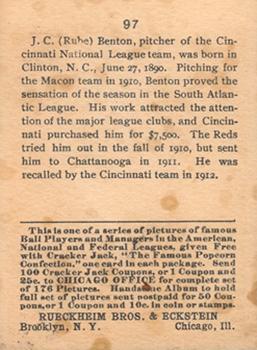 97
J. C. (Rube) Benton, pitcher of the Cin-
cinnati National League team, was born in
Clinton, N. C., June 27, 1890. Pitching for
the Macon team in 1910, Benton proved the
sensation of the season in the South Atlan-
tic League. His work attracted the atten-
tion of the major league clubs, and Cin-
cinnati purchased him for $7,500. The Reds
tried him out in the fall of 1910, but sent
him to Chattanooga in 1911. He was
recalled by the Cincinnati team in 1912.
This is one of a series of pictures of famous
Ball Players and Managers in the American,
National and Federal Leagues, given Free
with Cracker Jack, "The Famous Popcorn
Confection," one card in each package. Send
100 Cracker Jack Coupons, or 1 Coupon and
25c. to CHICAGO OFFICE for complete set
of 176 Pictures. Handsome Album to hold
full set of pictures sent postpaid for 50 Cou-
pons, or 1 Coupon and 10c. in coin or stamps.
RUECKHEIM BROS. & ECKSTEIN
Brooklyn, N. Y. Chicago, Ill.